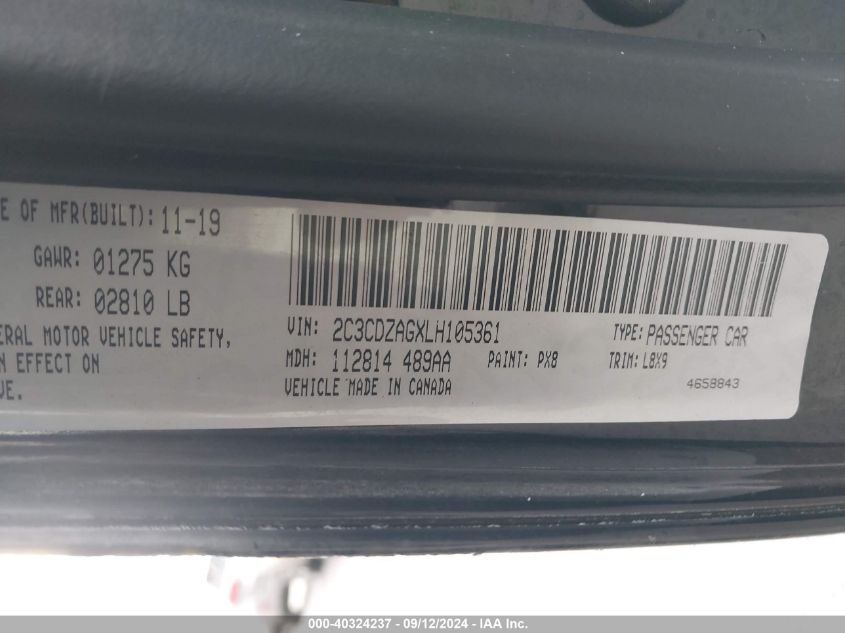 E OF MFR(BUILT): 11-19
GAWR: 01275 KG
REAR: 02810 LB
ERAL MOTOR VEHICLE SAFETY,
N EFFECT ON
VE.
VIN: 2C3CDZAGXLH105361
TYPE: PASSENGER CAR
MDH: 112814 489AA
PAINT: PX8
TRIM: L8X9
VEHICLE MADE IN CANADA
4658843
000-40324237 - 09/12/2024 - IAA Inc.